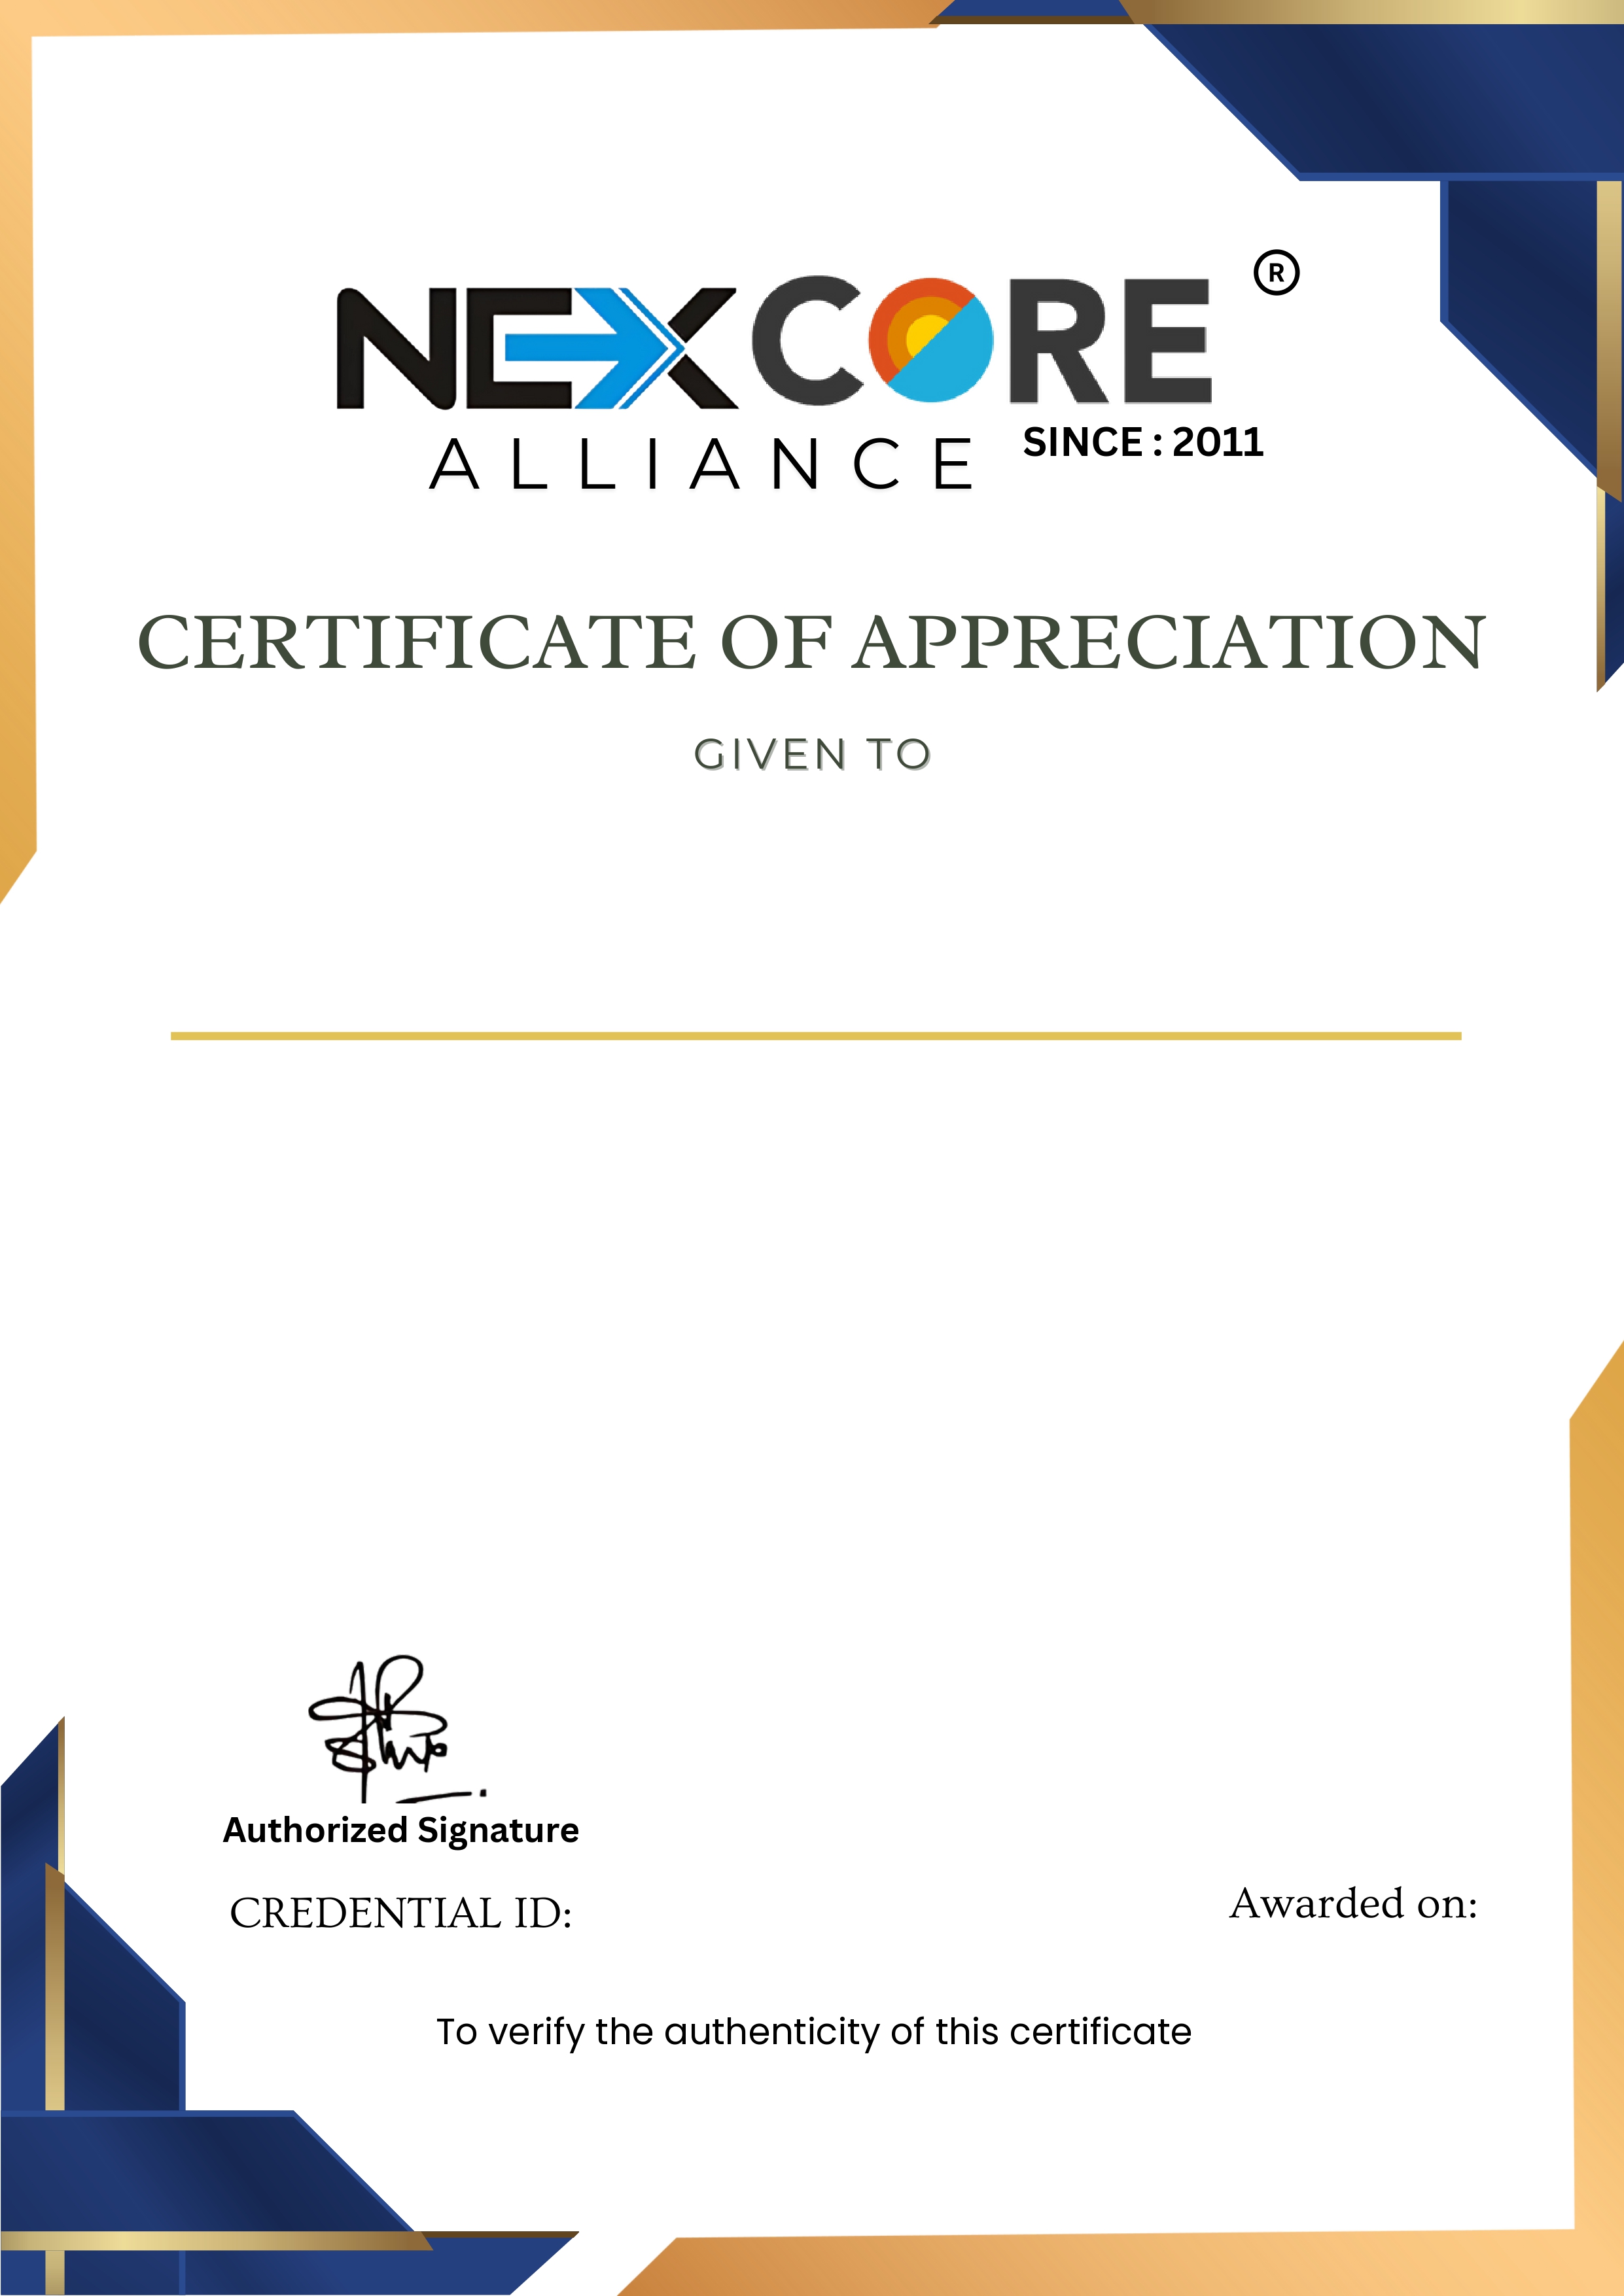 NEXCORE ®
ALLIANCE SINCE : 2011
CERTIFICATE OF APPRECIATION
GIVEN TO
Authorized Signature
CREDENTIAL ID:
Awarded on:
To verify the authenticity of this certificate